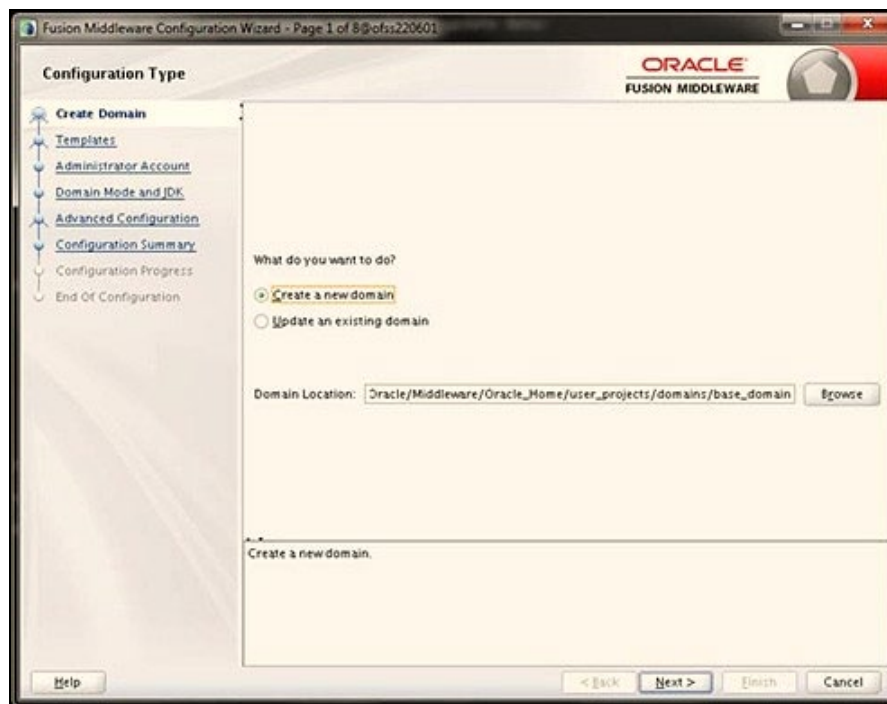 Fusion Middleware Configuration Wizard - Page 1 of 8@ofss220601
Configuration Type
ORACLE
FUSION MIDDLEWARE
Create Domain
Templates
Administrator Account
Domain Mode and JDK
Advanced Configuration
Configuration Summary
Configuration Progress
End Of Configuration
What do you want to do?
Create a new domain
Update an existing domain
Domain Location: Oracle/Middleware/Oracle_Home/user_projects/domains/base_domain Browse
Create a new domain.
Help < Back Next > Finish Cancel